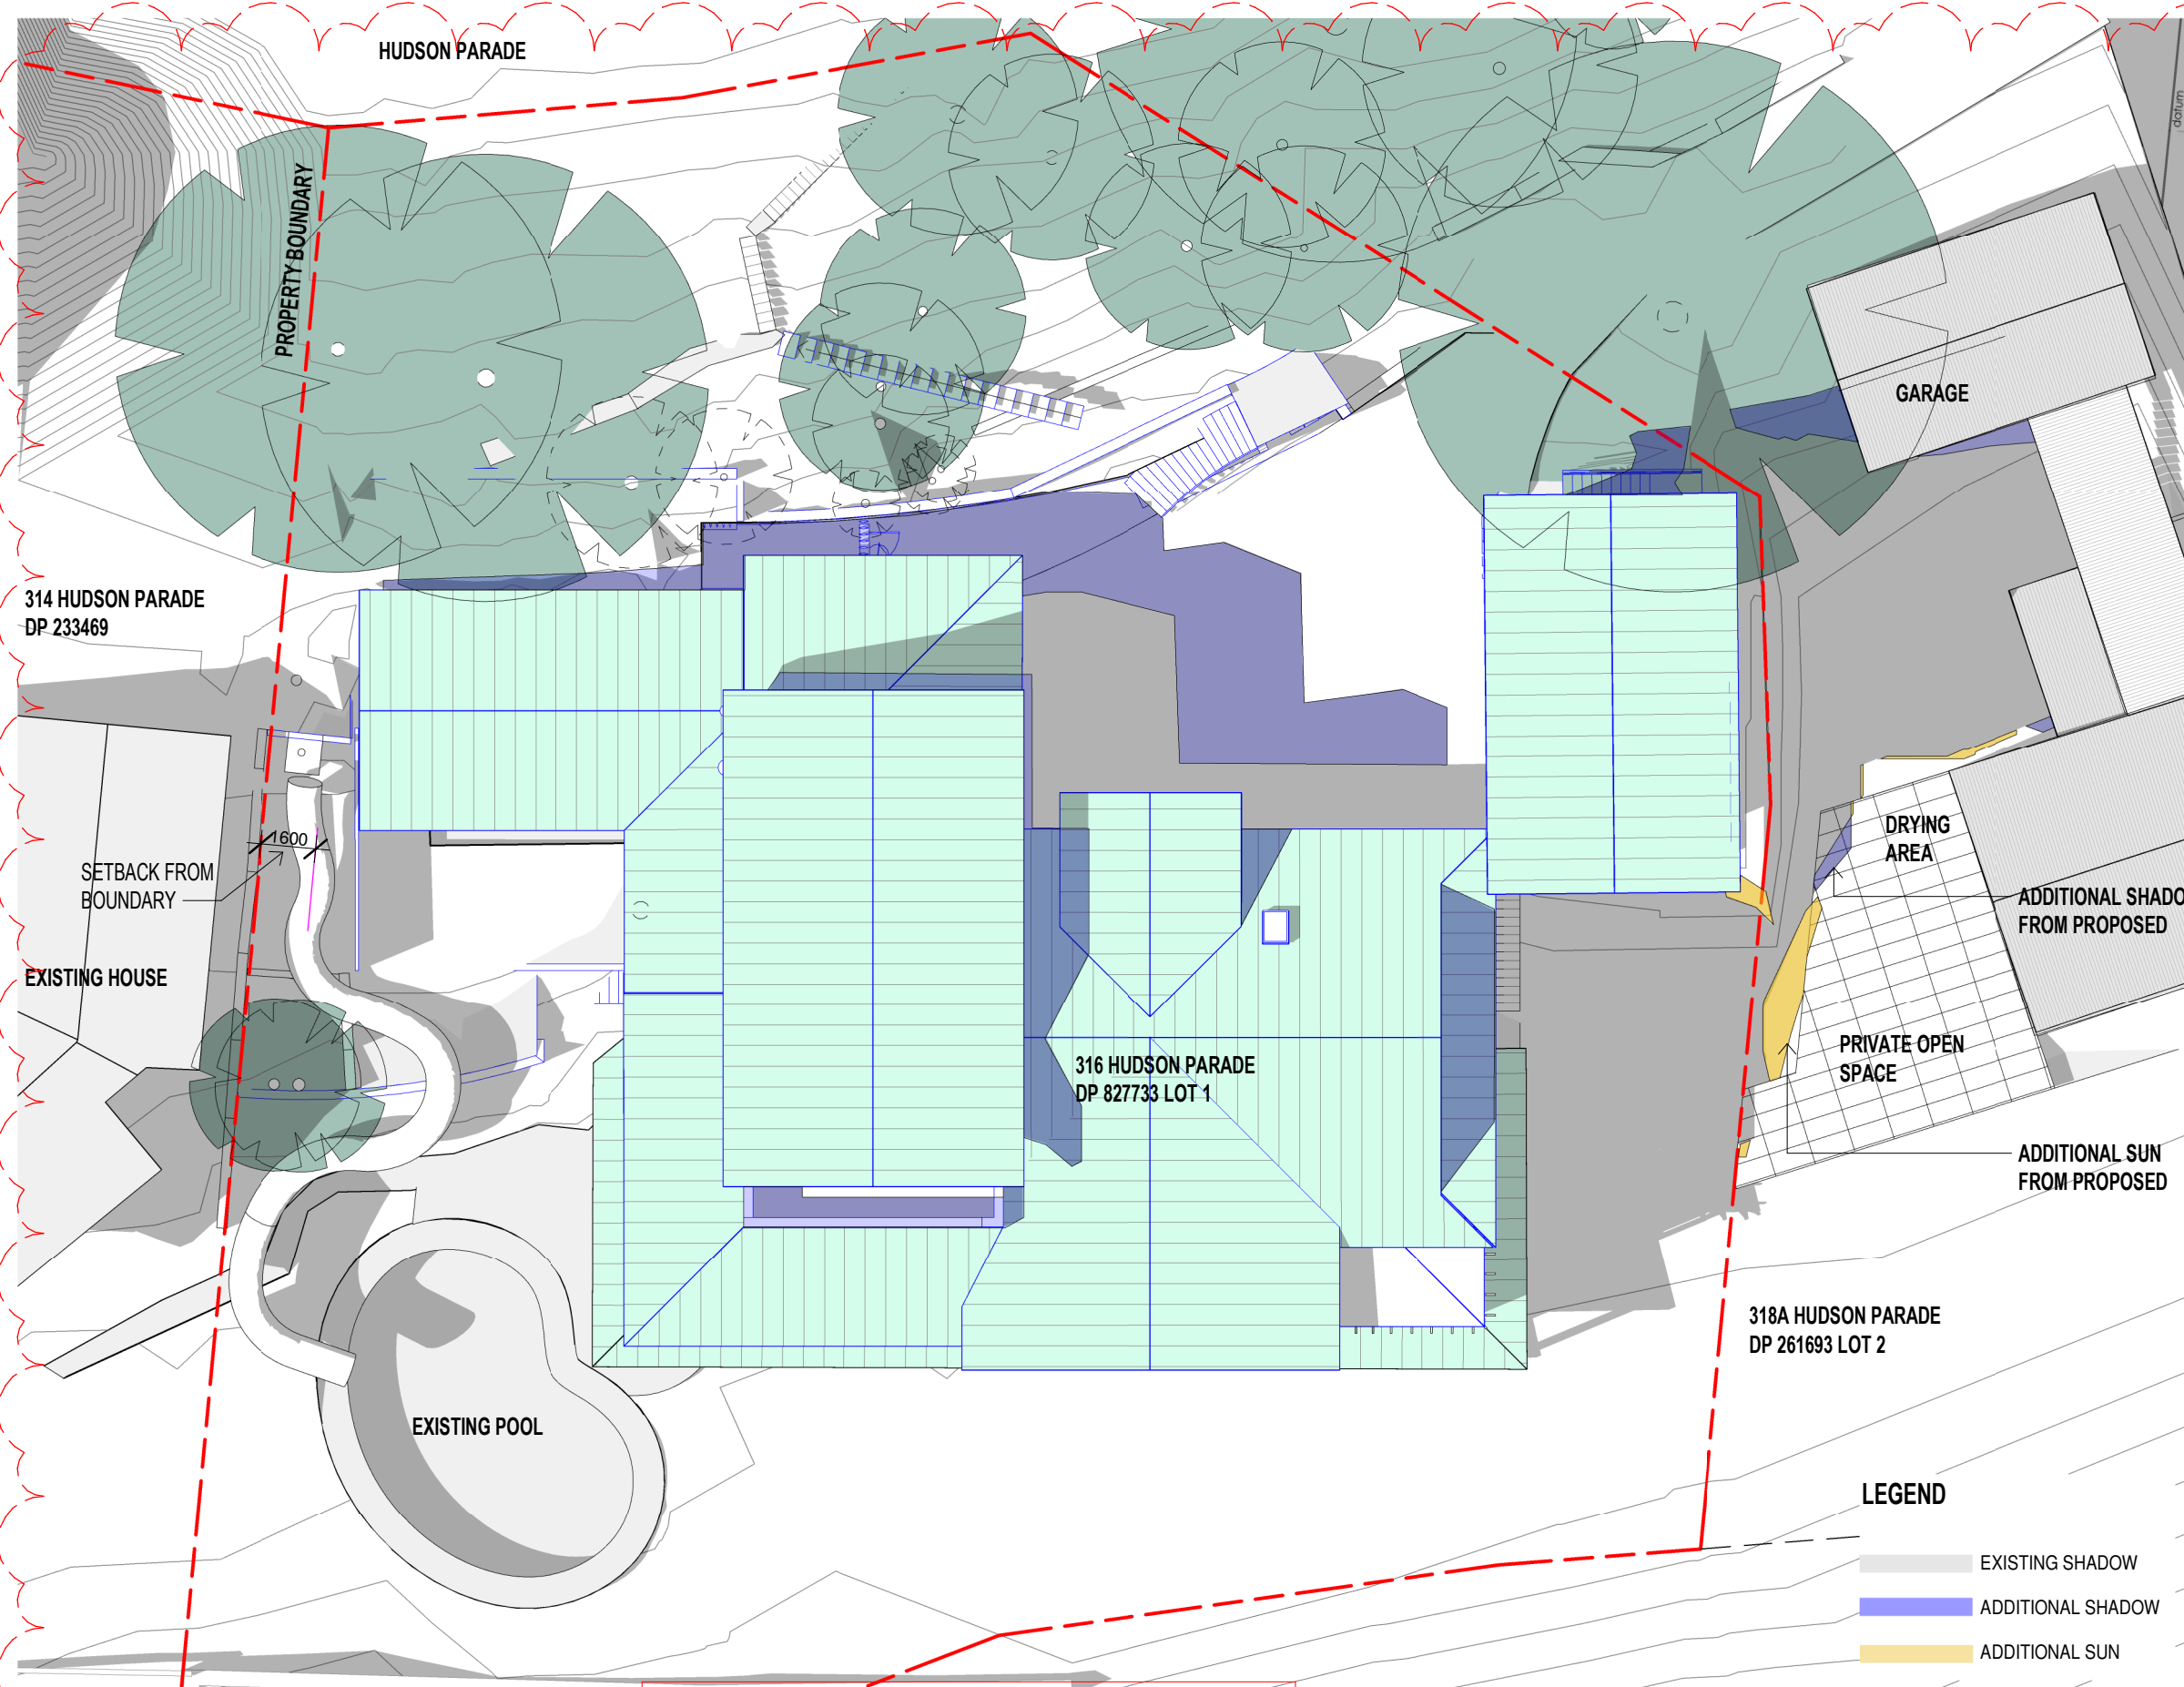 HUDSON PARADE
datum
PROPERTY BOUNDARY
GARAGE
314 HUDSON PARADE
DP 233469
1600
SETBACK FROM
BOUNDARY
EXISTING HOUSE
DRYING
AREA
ADDITIONAL SHADO
FROM PROPOSED
PRIVATE OPEN
SPACE
316 HUDSON PARADE
DP 827733 LOT 1
ADDITIONAL SUN
FROM PROPOSED
318A HUDSON PARADE
DP 261693 LOT 2
EXISTING POOL
LEGEND
EXISTING SHADOW
ADDITIONAL SHADOW
ADDITIONAL SUN